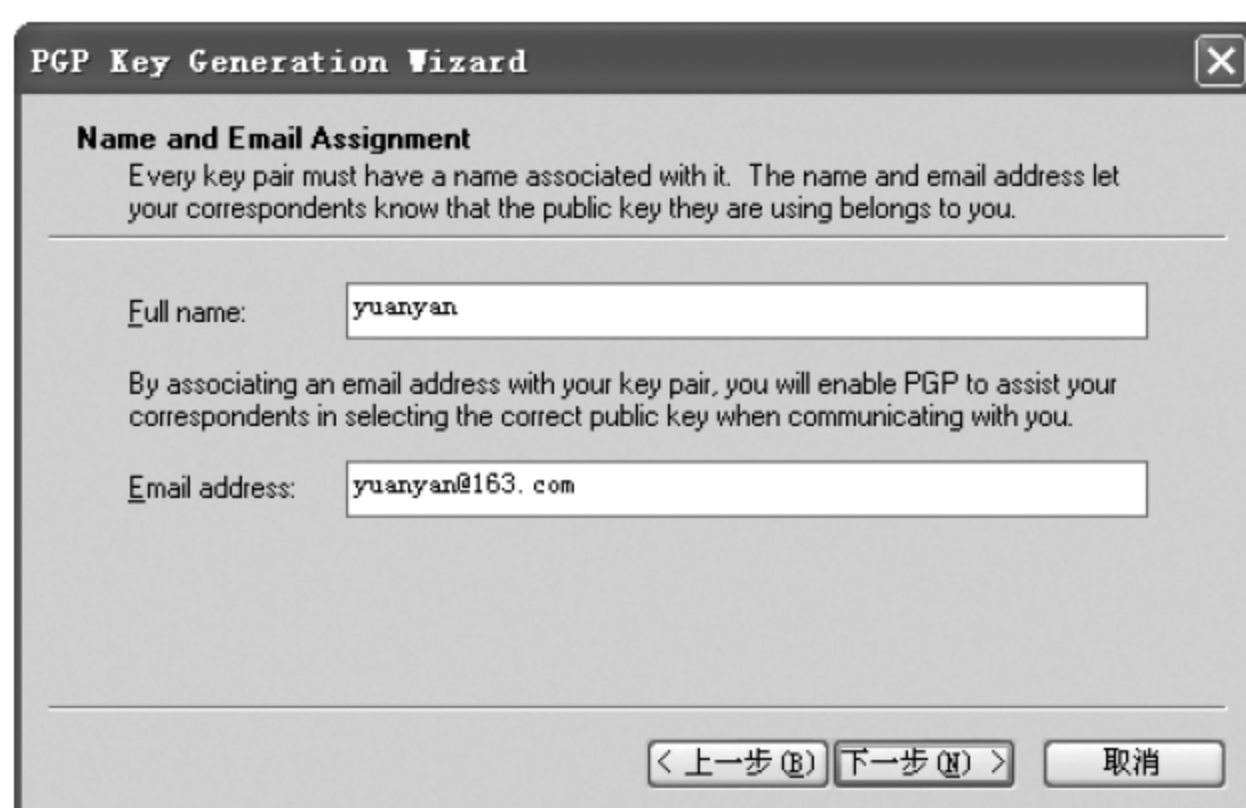 PGP Key Generation Wizard
Name and Email Assignment
Every key pair must have a name associated with it. The name and email address let
your correspondents know that the public key they are using belongs to you.
Full name: yuanyan
By associating an email address with your key pair, you will enable PGP to assist your
correspondents in selecting the correct public key when communicating with you.
Email address: yuanyan@163.com
< 上一步(B) 下一步(N) > 取消